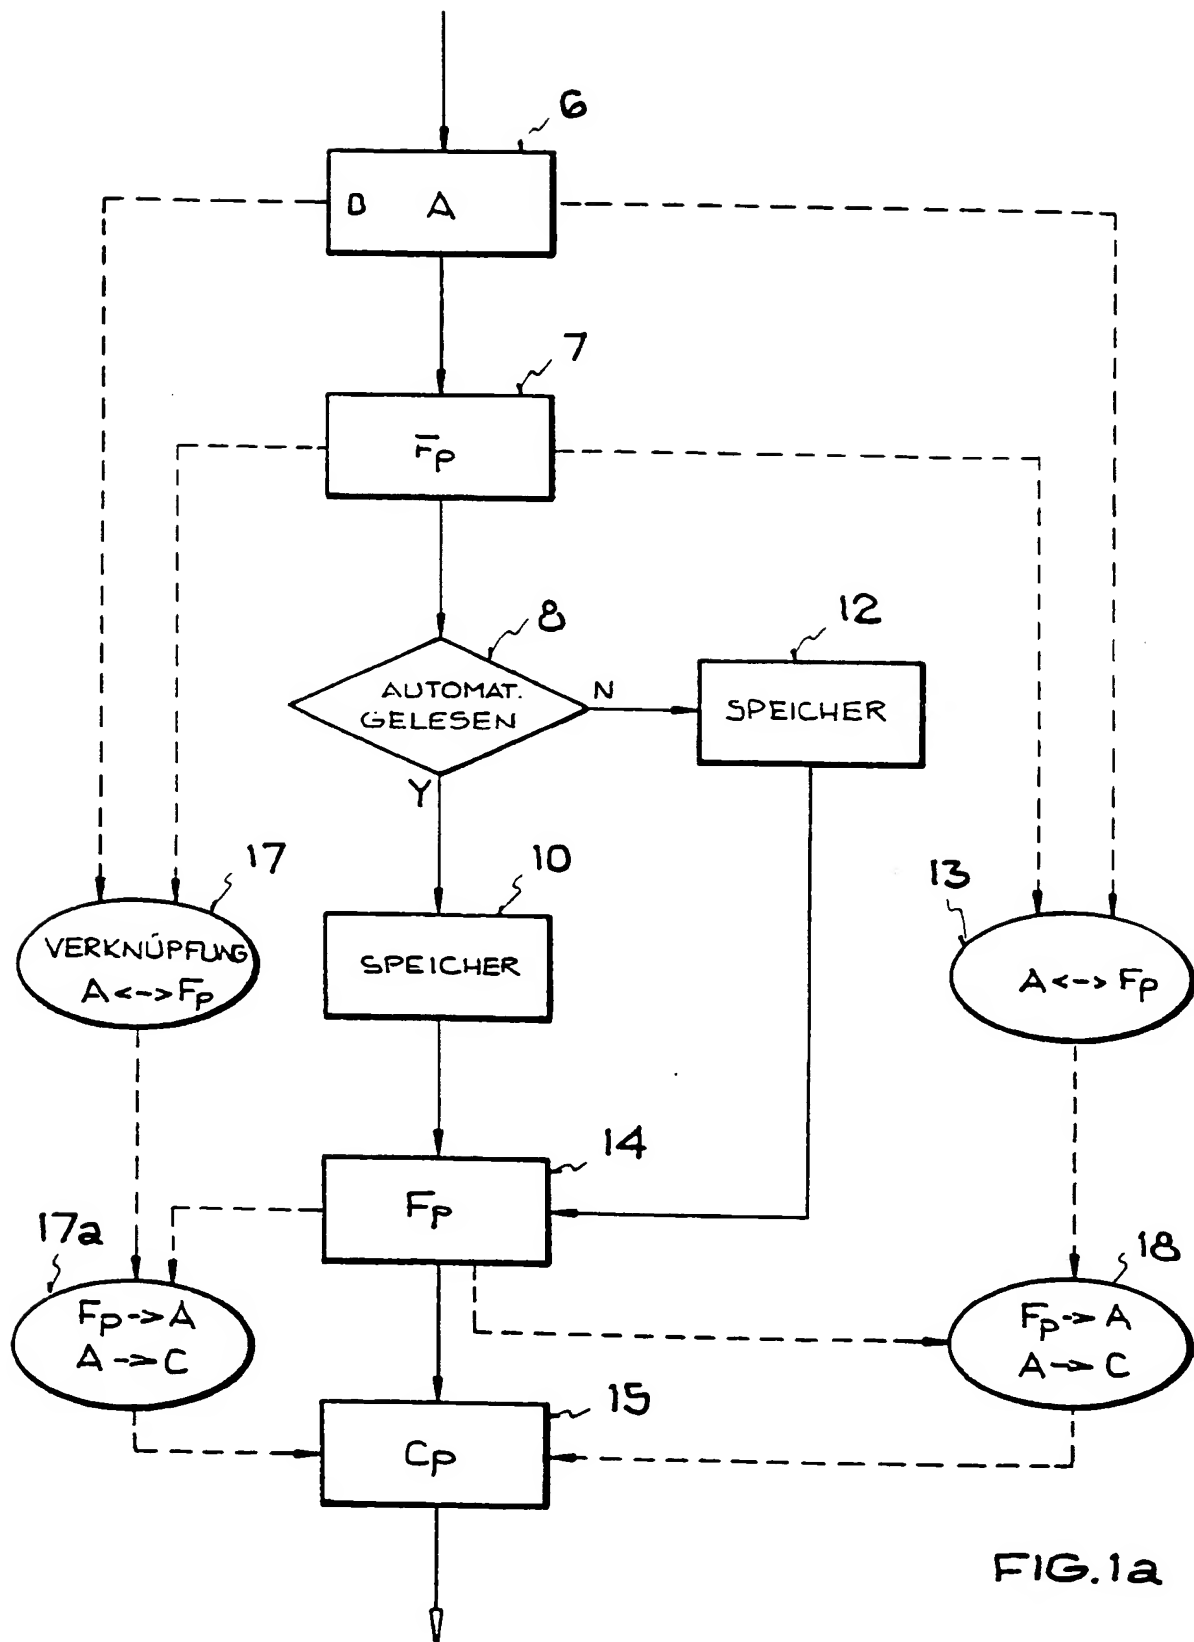 6
B A
7
Fp
8
12
AUTOMAT.
GELESEN
N
SPEICHER
Y
17
10
13
VERKNÜPFUNG
A<->Fp
SPEICHER
A<->Fp
14
17a
Fp
18
Fp->A
A->C
Fp->A
A->C
15
Cp
FIG.1a